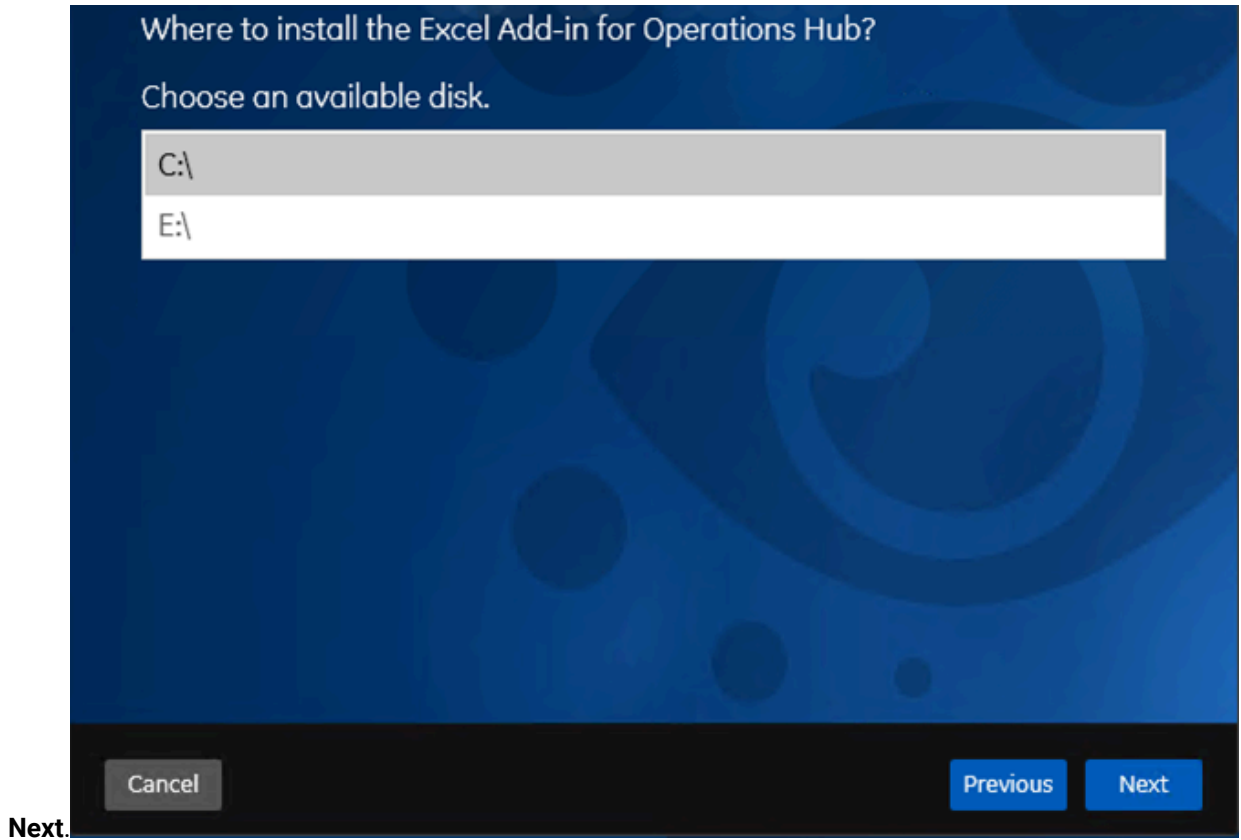 Where to install the Excel Add-in for Operations Hub?
Choose an available disk.
C:\
E:\
Cancel
Previous
Next
Next.